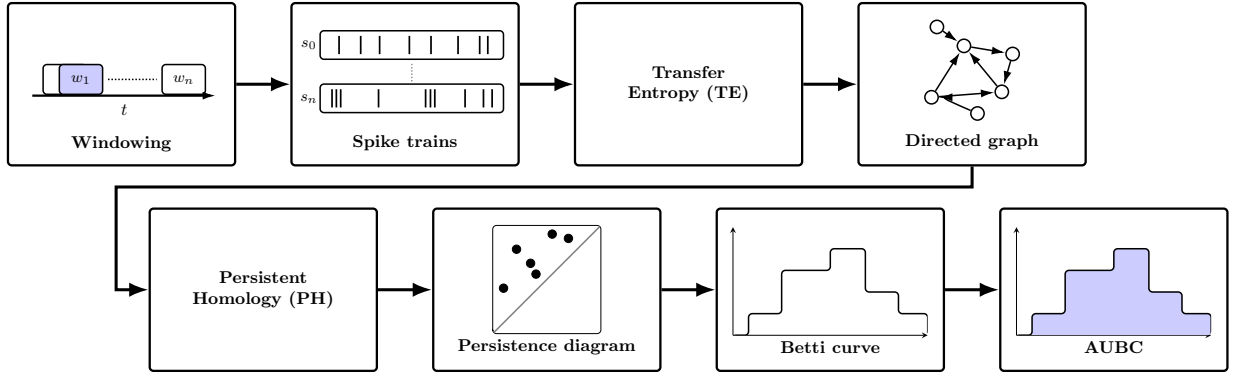 w₁
wₙ
t
Windowing
s₀
sₙ
Spike trains
Transfer
Entropy (TE)
Directed graph
Persistent
Homology (PH)
Persistence diagram
Betti curve
AUBC